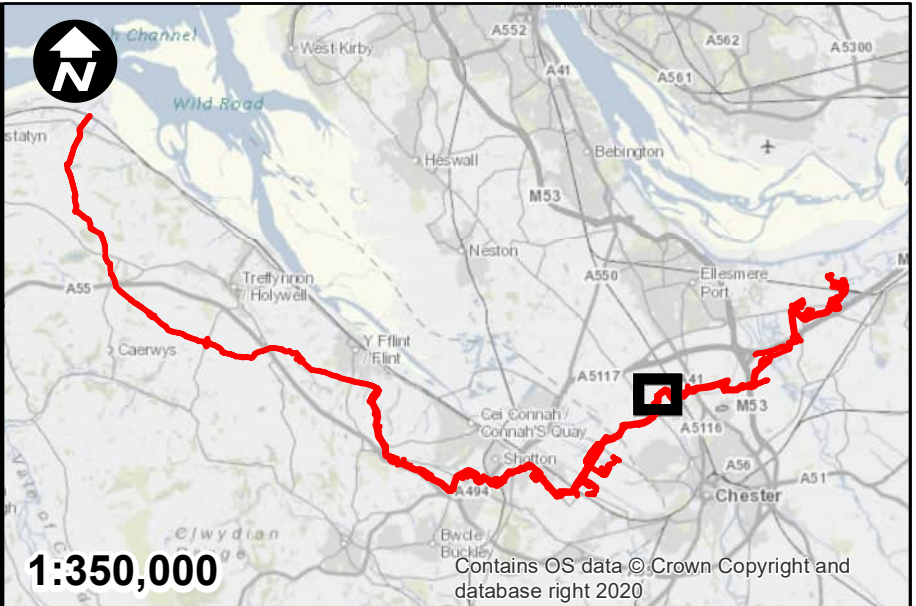 h Channel
West Kirby
A552
A562
A5300
A41
A561
N
Wild Road
statyn
Heswall
Bebington
M53
Neston
A550
Ellesmere
Port
M
Treffynnon
/ Holywell
A55
Caerwys
Y Fflint
/ Flint
A5117
41
M53
Cei Connah /
Connah'S Quay
A5116
Shotton
A56
A51
A494
Chester
Clwydian
Bwcle
Buckley
1:350,000
Contains OS data © Crown Copyright and
database right 2020